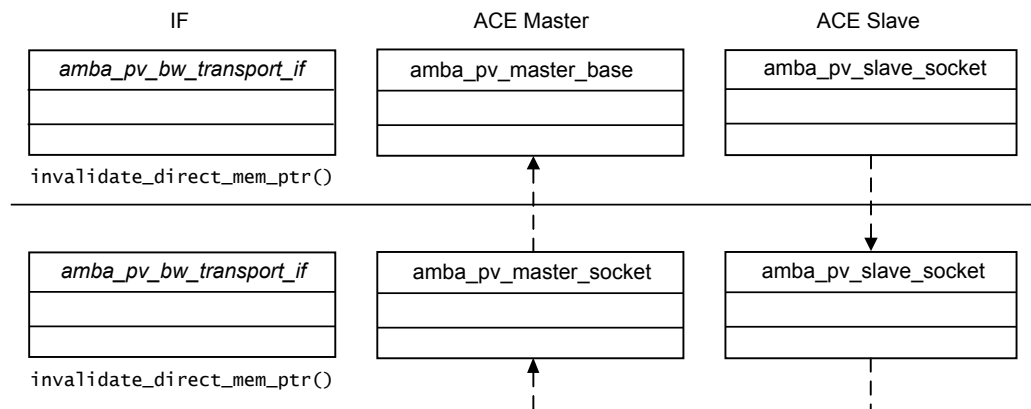 IF ACE Master ACE Slave
amba_pv_bw_transport_if amba_pv_master_base amba_pv_slave_socket
invalidate_direct_mem_ptr()
amba_pv_bw_transport_if amba_pv_master_socket amba_pv_slave_socket
invalidate_direct_mem_ptr()